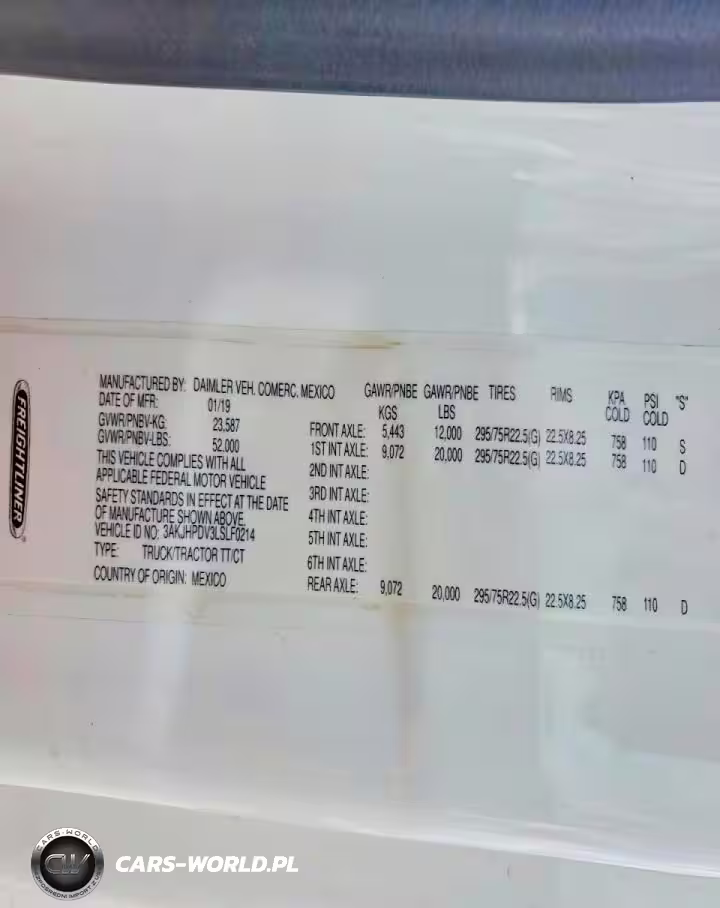 FREIGHTLINER
MANUFACTURED BY: DAIMLER VEH. COMERC. MEXICO
DATE OF MFR: 01/19
GVWR/PNBV-KG: 23,587
GVWR/PNBV-LBS: 52,000
THIS VEHICLE COMPLIES WITH ALL
APPLICABLE FEDERAL MOTOR VEHICLE
SAFETY STANDARDS IN EFFECT AT THE DATE
OF MANUFACTURE SHOWN ABOVE.
VEHICLE ID NO: 3AKJHPDV3LSLF0214
TYPE: TRUCK/TRACTOR TT/CT
COUNTRY OF ORIGIN: MEXICO
GAWR/PNBE GAWR/PNBE TIRES RIMS KPA PSI "S"
KGS LBS COLD COLD
FRONT AXLE: 5,443 12,000 295/75R22.5(G) 22.5X8.25 758 110 S
1ST INT AXLE: 9,072 20,000 295/75R22.5(G) 22.5X8.25 758 110 D
2ND INT AXLE:
3RD INT AXLE:
4TH INT AXLE:
5TH INT AXLE:
6TH INT AXLE:
REAR AXLE: 9,072 20,000 295/75R22.5(G) 22.5X8.25 758 110 D
CARS-WORLD
CW
CARS-WORLD.PL